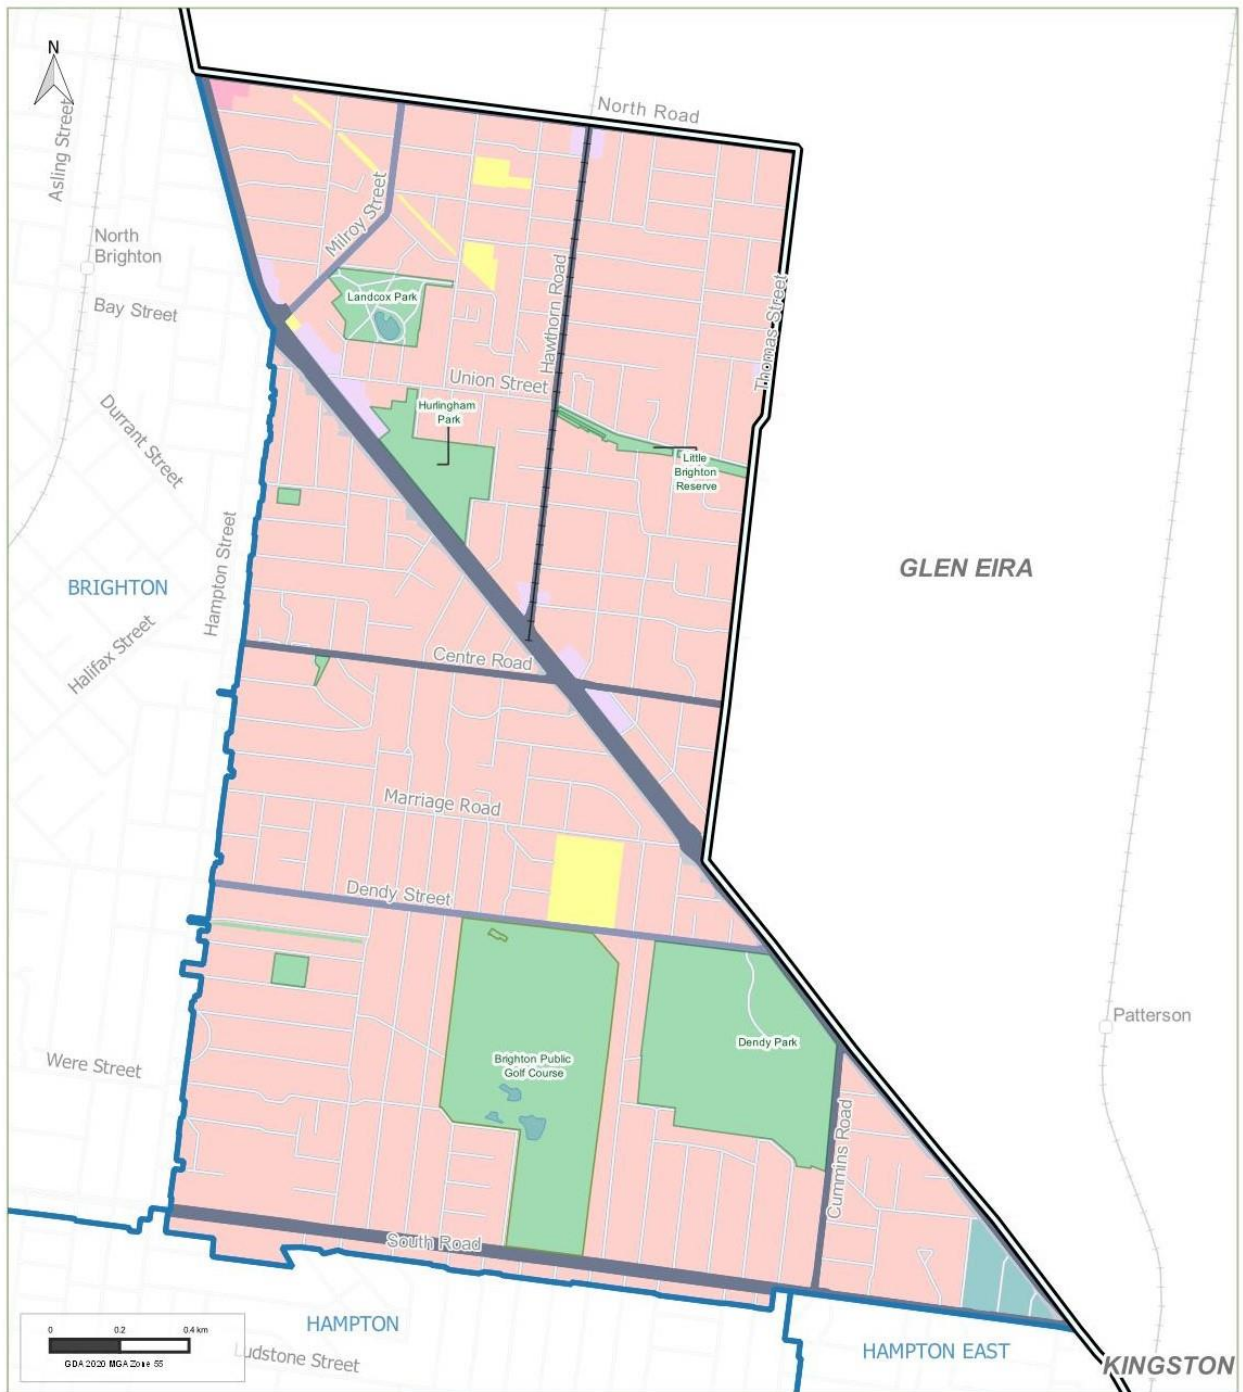 N
North Road
Asling Street
Milroy Street
North
Brighton
Bay Street
Landcox Park
Hawthorn Road
Thomas Street
Union Street
Hurlingham
Park
Durrant Street
Little
Brighton
Reserve
Hampton Street
GLEN EIRA
BRIGHTON
Halifax Street
Centre Road
Marriage Road
Dendy Street
Patterson
Dendy Park
Were Street
Brighton Public
Golf Course
Cummins Road
South Road
HAMPTON
HAMPTON EAST
KINGSTON
0 0.2 0.4 km
GDA 2020 MGA Zone 55
Ludstone Street